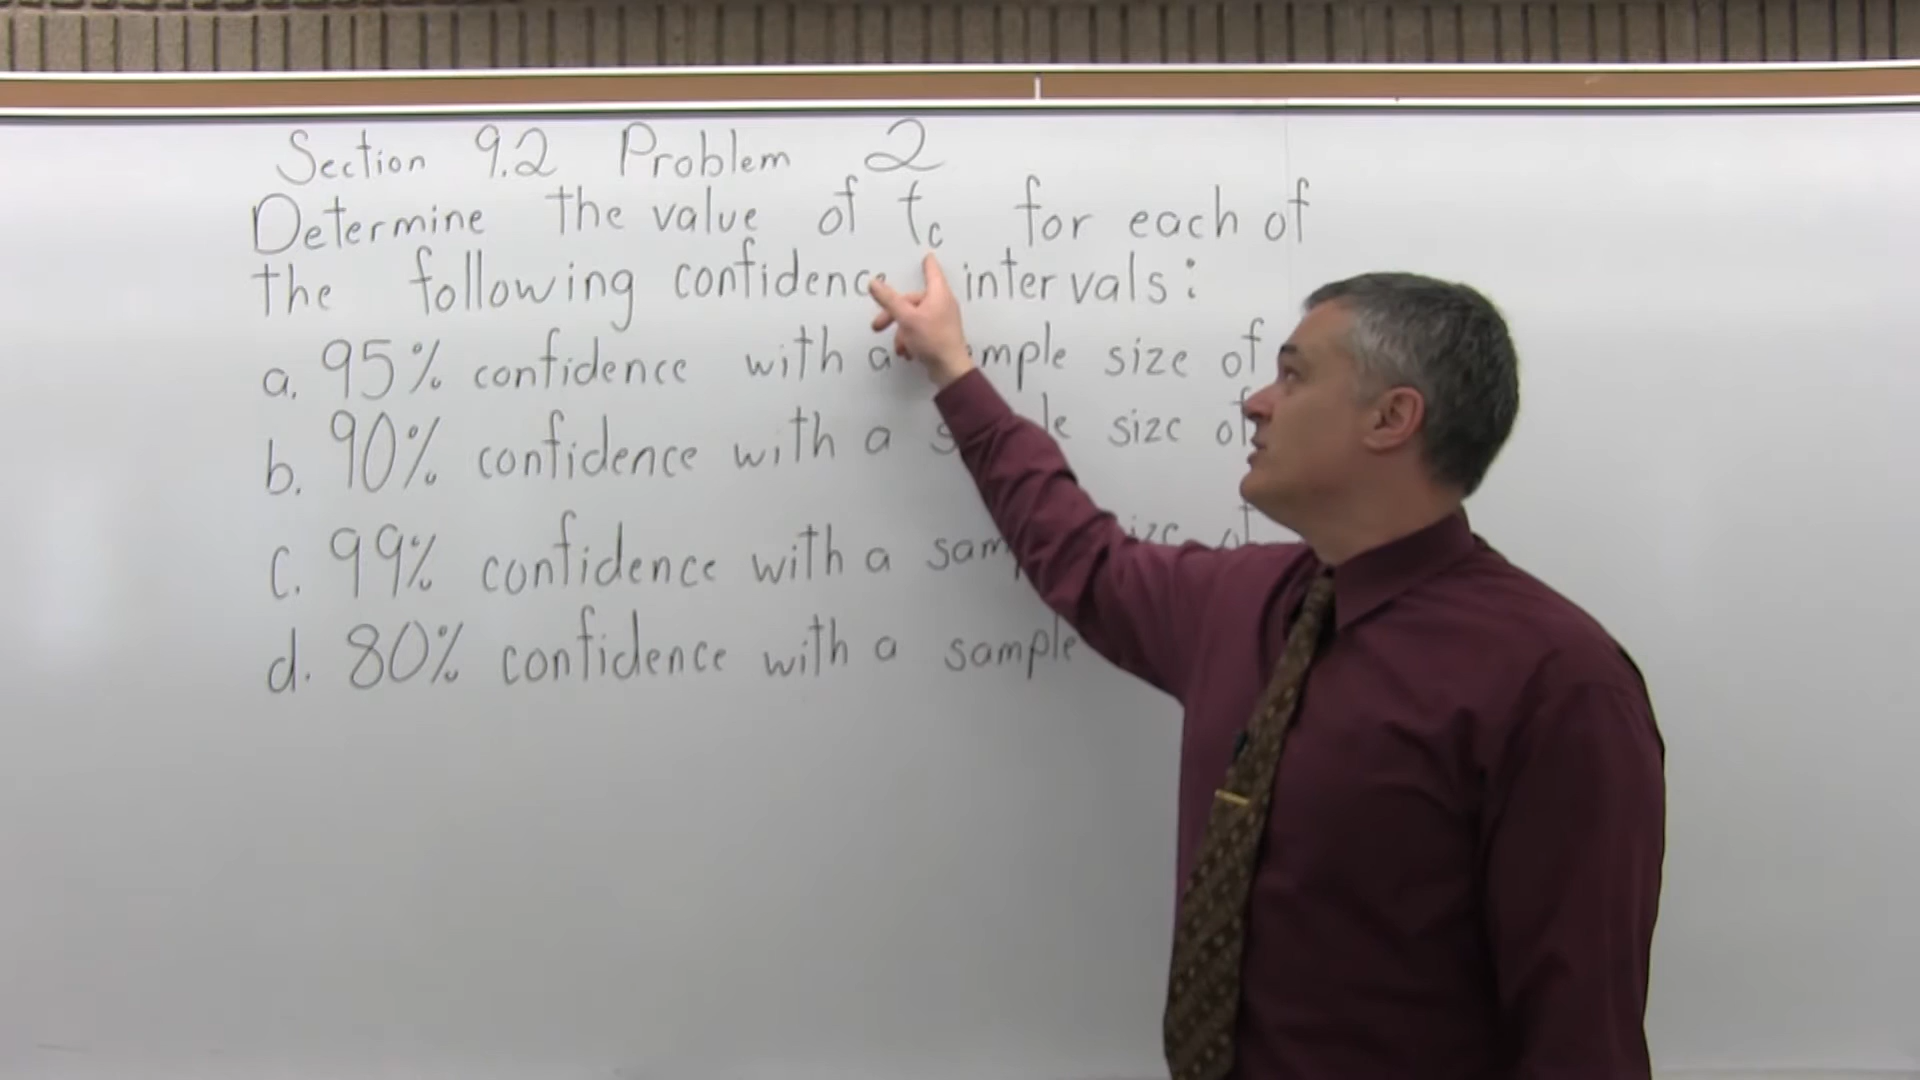 Section 9.2 Problem 2
Determine the value of tc for each of
the following confidence intervals:
a. 95% confidence with a size of
b. 90% confidence with a size of
c. 99% confidence with a
d. 80% confidence with a sample